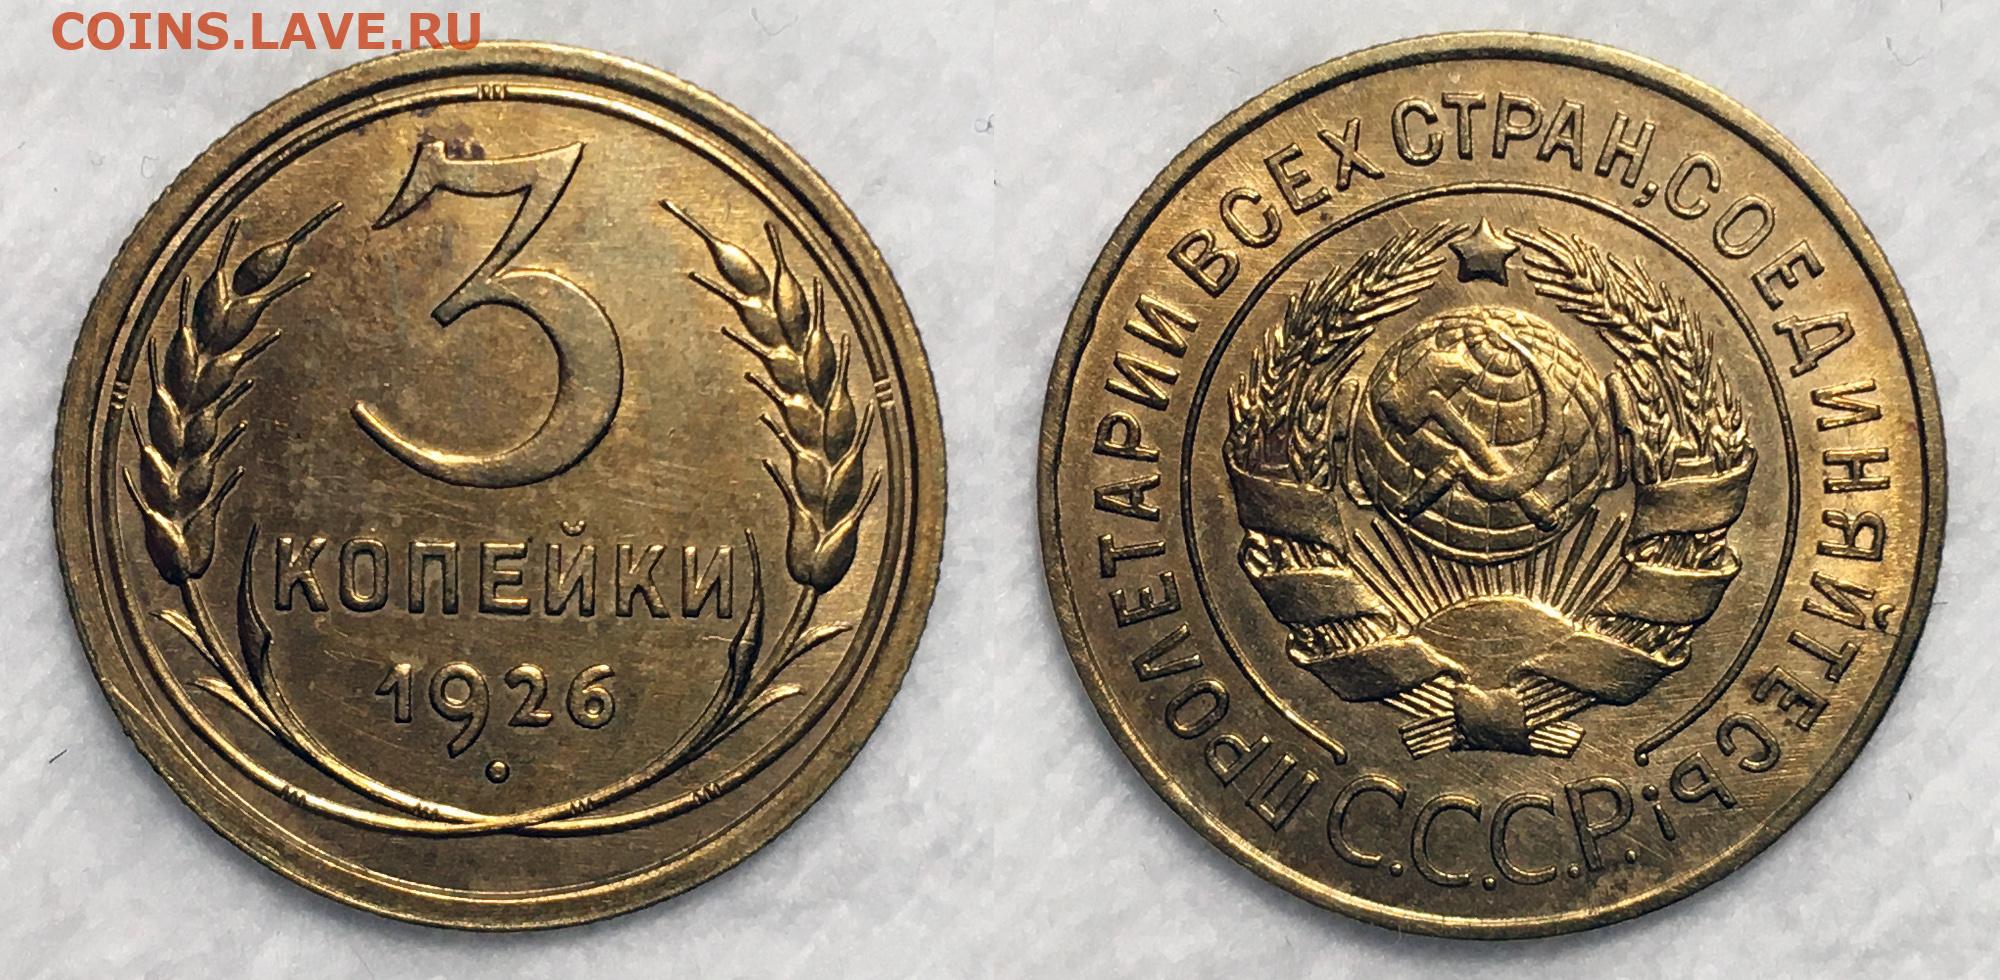 COINS.LAVE.RU
3
КОПЕЙКИ
1926
ПРОЛЕТАРИИ ВСЕХ СТРАН, СОЕДИНЯЙТЕСЬ!
С.С.С.Р.